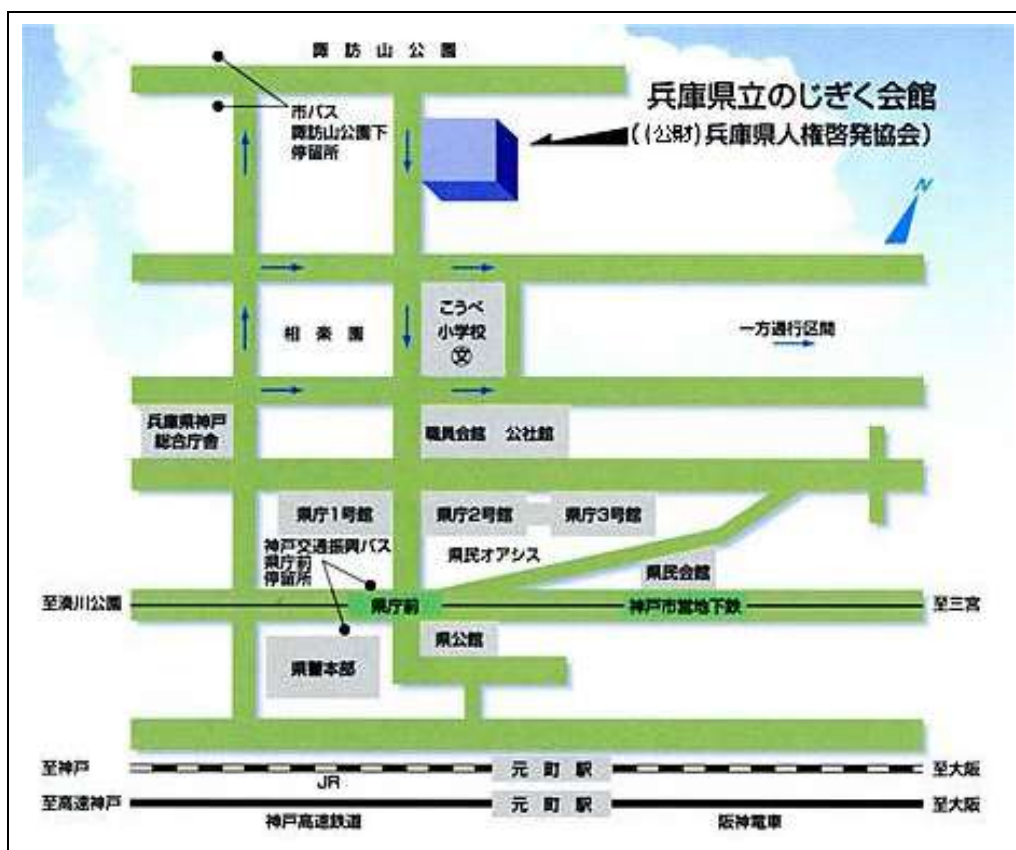 諏訪山公園
兵庫県立のじぎく会館
((公財)兵庫県人権啓発協会)
市バス
諏訪山公園下
停留所
N
相楽園
こうべ
小学校
文
一方通行区間
兵庫県神戸
総合庁舎
職員会館 公社館
県庁1号館
県庁2号館
県庁3号館
神戸交通振興バス
県庁前
停留所
県民オアシス
県民会館
至湊川公園
県庁前
神戸市営地下鉄
至三宮
県公館
県警本部
至神戸
JR
元町駅
至大阪
至高速神戸
神戸高速鉄道
元町駅
阪神電車
至大阪